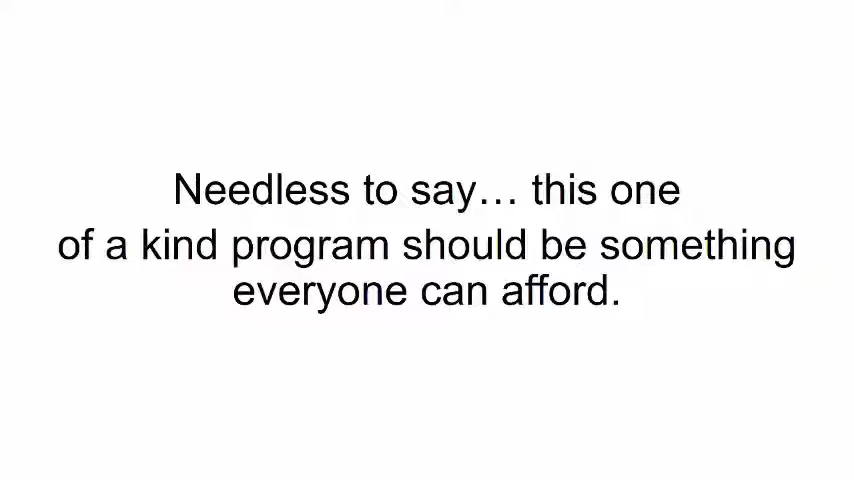 Needless to say… this one
of a kind program should be something
everyone can afford.